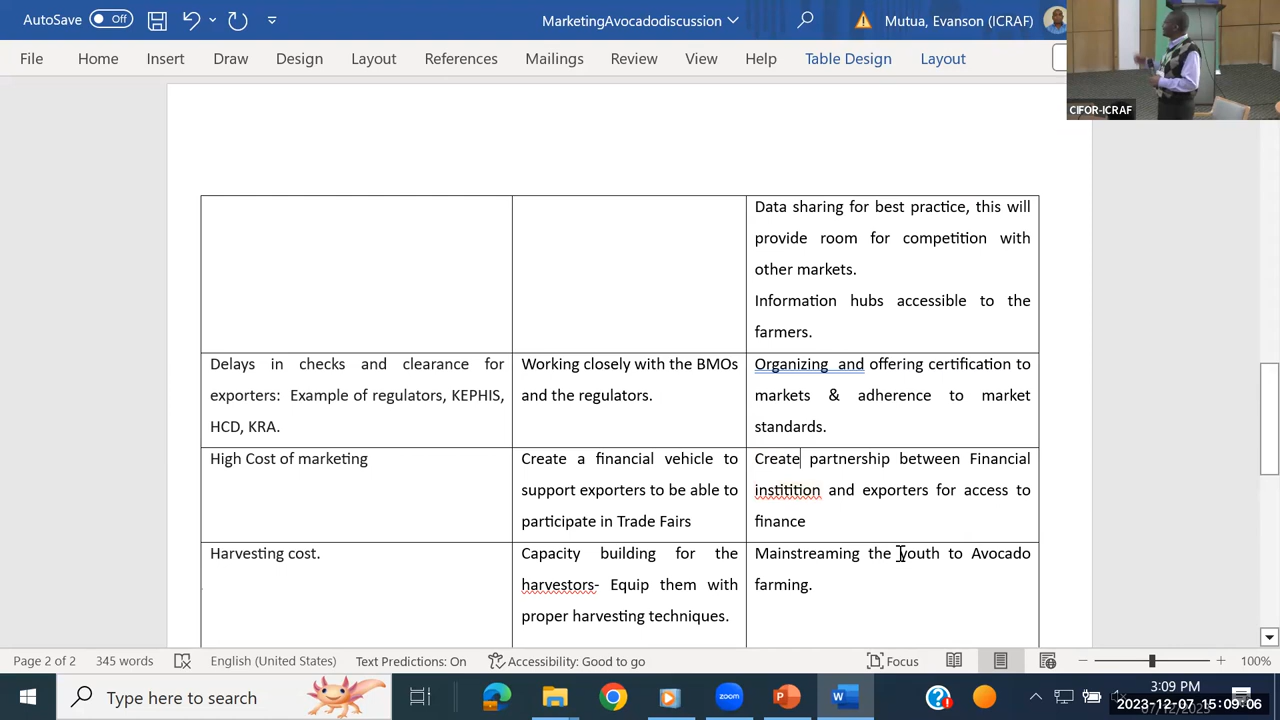 AutoSave Off MarketingAvocadodiscussion Mutua, Evanson (ICRAF)
File Home Insert Draw Design Layout References Mailings Review View Help Table Design Layout
CIFOR-ICRAF
Data sharing for best practice, this will
provide room for competition with
other markets.
Information hubs accessible to the
farmers.
Delays in checks and clearance for
exporters: Example of regulators, KEPHIS,
HCD, KRA.
Working closely with the BMOs
and the regulators.
Organizing and offering certification to
markets & adherence to market
standards.
High Cost of marketing
Create a financial vehicle to
support exporters to be able to
participate in Trade Fairs
Create partnership between Financial
institition and exporters for access to
finance
Harvesting cost.
Capacity building for the
harvestors- Equip them with
proper harvesting techniques.
Mainstreaming the youth to Avocado
farming.
Page 2 of 2 345 words English (United States) Text Predictions: On Accessibility: Good to go Focus 100%
Type here to search zoom P W 3:09 PM
2023-12-07 15:09:06